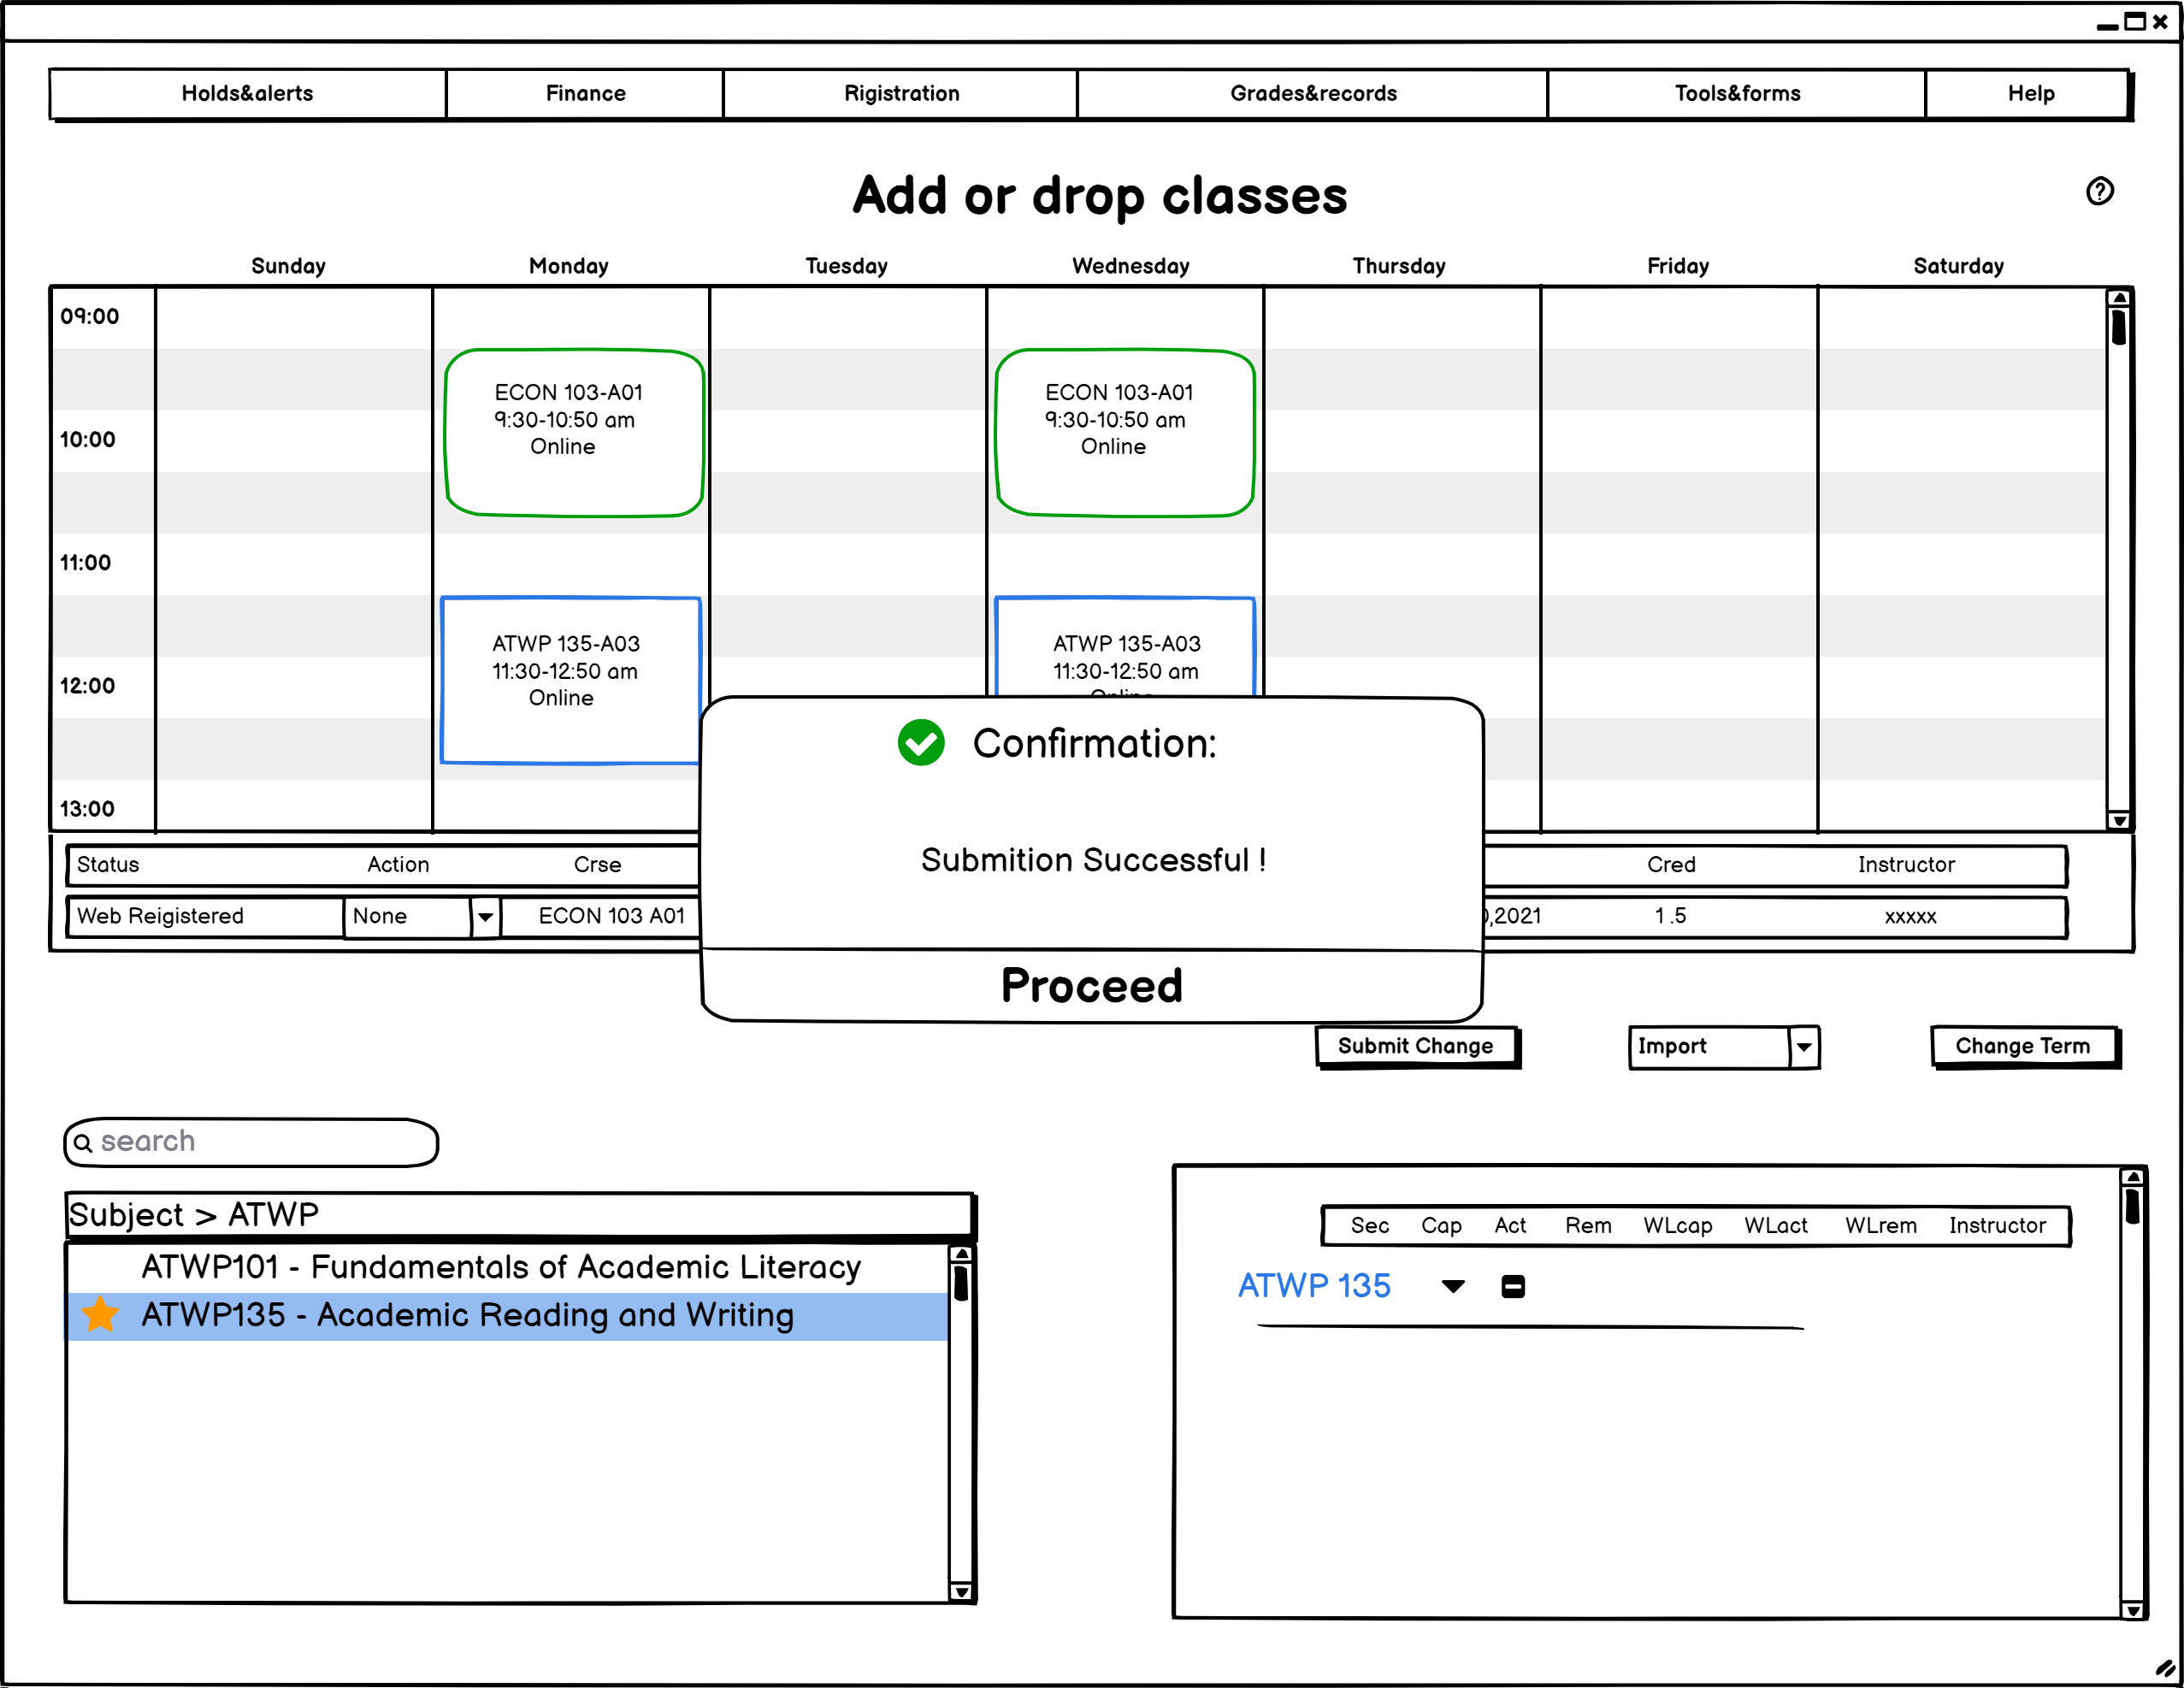 Holds&alerts Finance Rigistration Grades&records Tools&forms Help
Add or drop classes
Sunday Monday Tuesday Wednesday Thursday Friday Saturday
09:00
ECON 103-A01
9:30-10:50 am
Online
ECON 103-A01
9:30-10:50 am
Online
10:00
11:00
ATWP 135-A03
11:30-12:50 am
Online
ATWP 135-A03
11:30-12:50 am
12:00
13:00
Confirmation:
Submition Successful !
Proceed
Status Action Crse Cred Instructor
Web Reigistered None ECON 103 A01 ,2021 1.5 xxxxx
Submit Change Import Change Term
search
Subject > ATWP
ATWP101 - Fundamentals of Academic Literacy
ATWP135 - Academic Reading and Writing
Sec Cap Act Rem WLcap WLact WLrem Instructor
ATWP 135